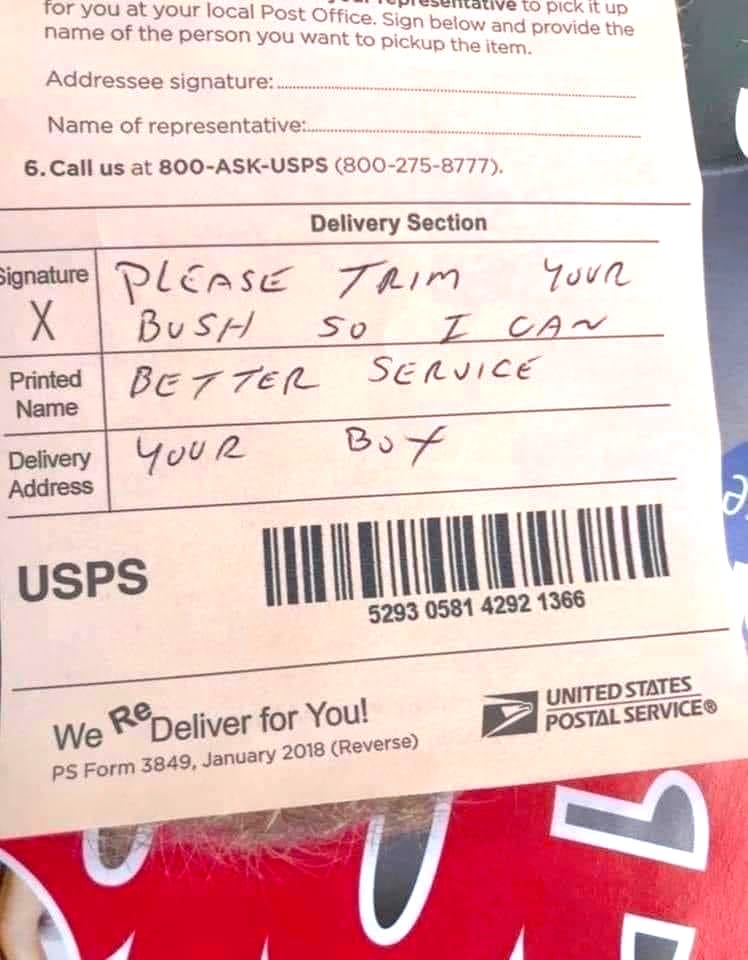 for you at your local Post Office. Sign below and provide the
name of the person you want to pickup the item.
Addressee signature:
Name of representative:
6. Call us at 800-ASK-USPS (800-275-8777).
Delivery Section
Signature
X
PLEASE TRIM YOUR
BUSH SO I CAN
Printed
Name
BETTER SERVICE
Delivery
Address
YOUR BOX
USPS
5293 0581 4292 1366
We ReDeliver for You!
PS Form 3849, January 2018 (Reverse)
UNITED STATES
POSTAL SERVICE®